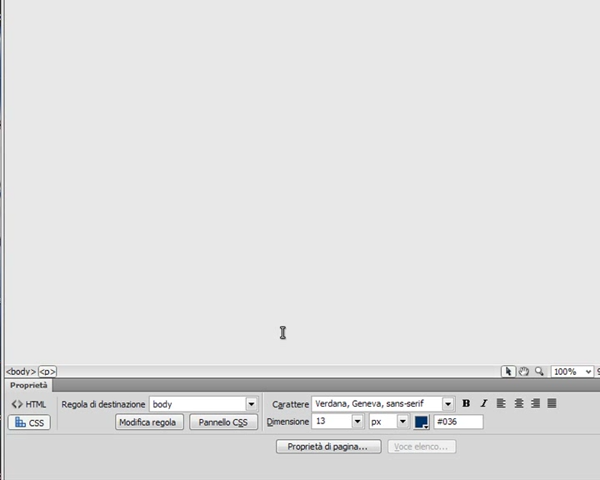 <body> <p> 100%
Proprietà
<> HTML Regola di destinazione body Carattere Verdana, Geneva, sans-serif B I
CSS Modifica regola Pannello CSS Dimensione 13 px #036
Proprietà di pagina... Voce elenco...